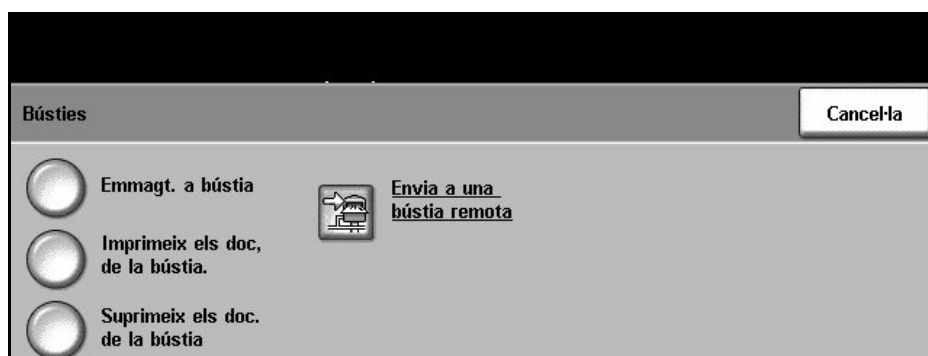 Bústies
Cancel·la
Emmagt. a bústia
Envia a una
bústia remota
Imprimeix els doc,
de la bústia.
Suprimeix els doc.
de la bústia